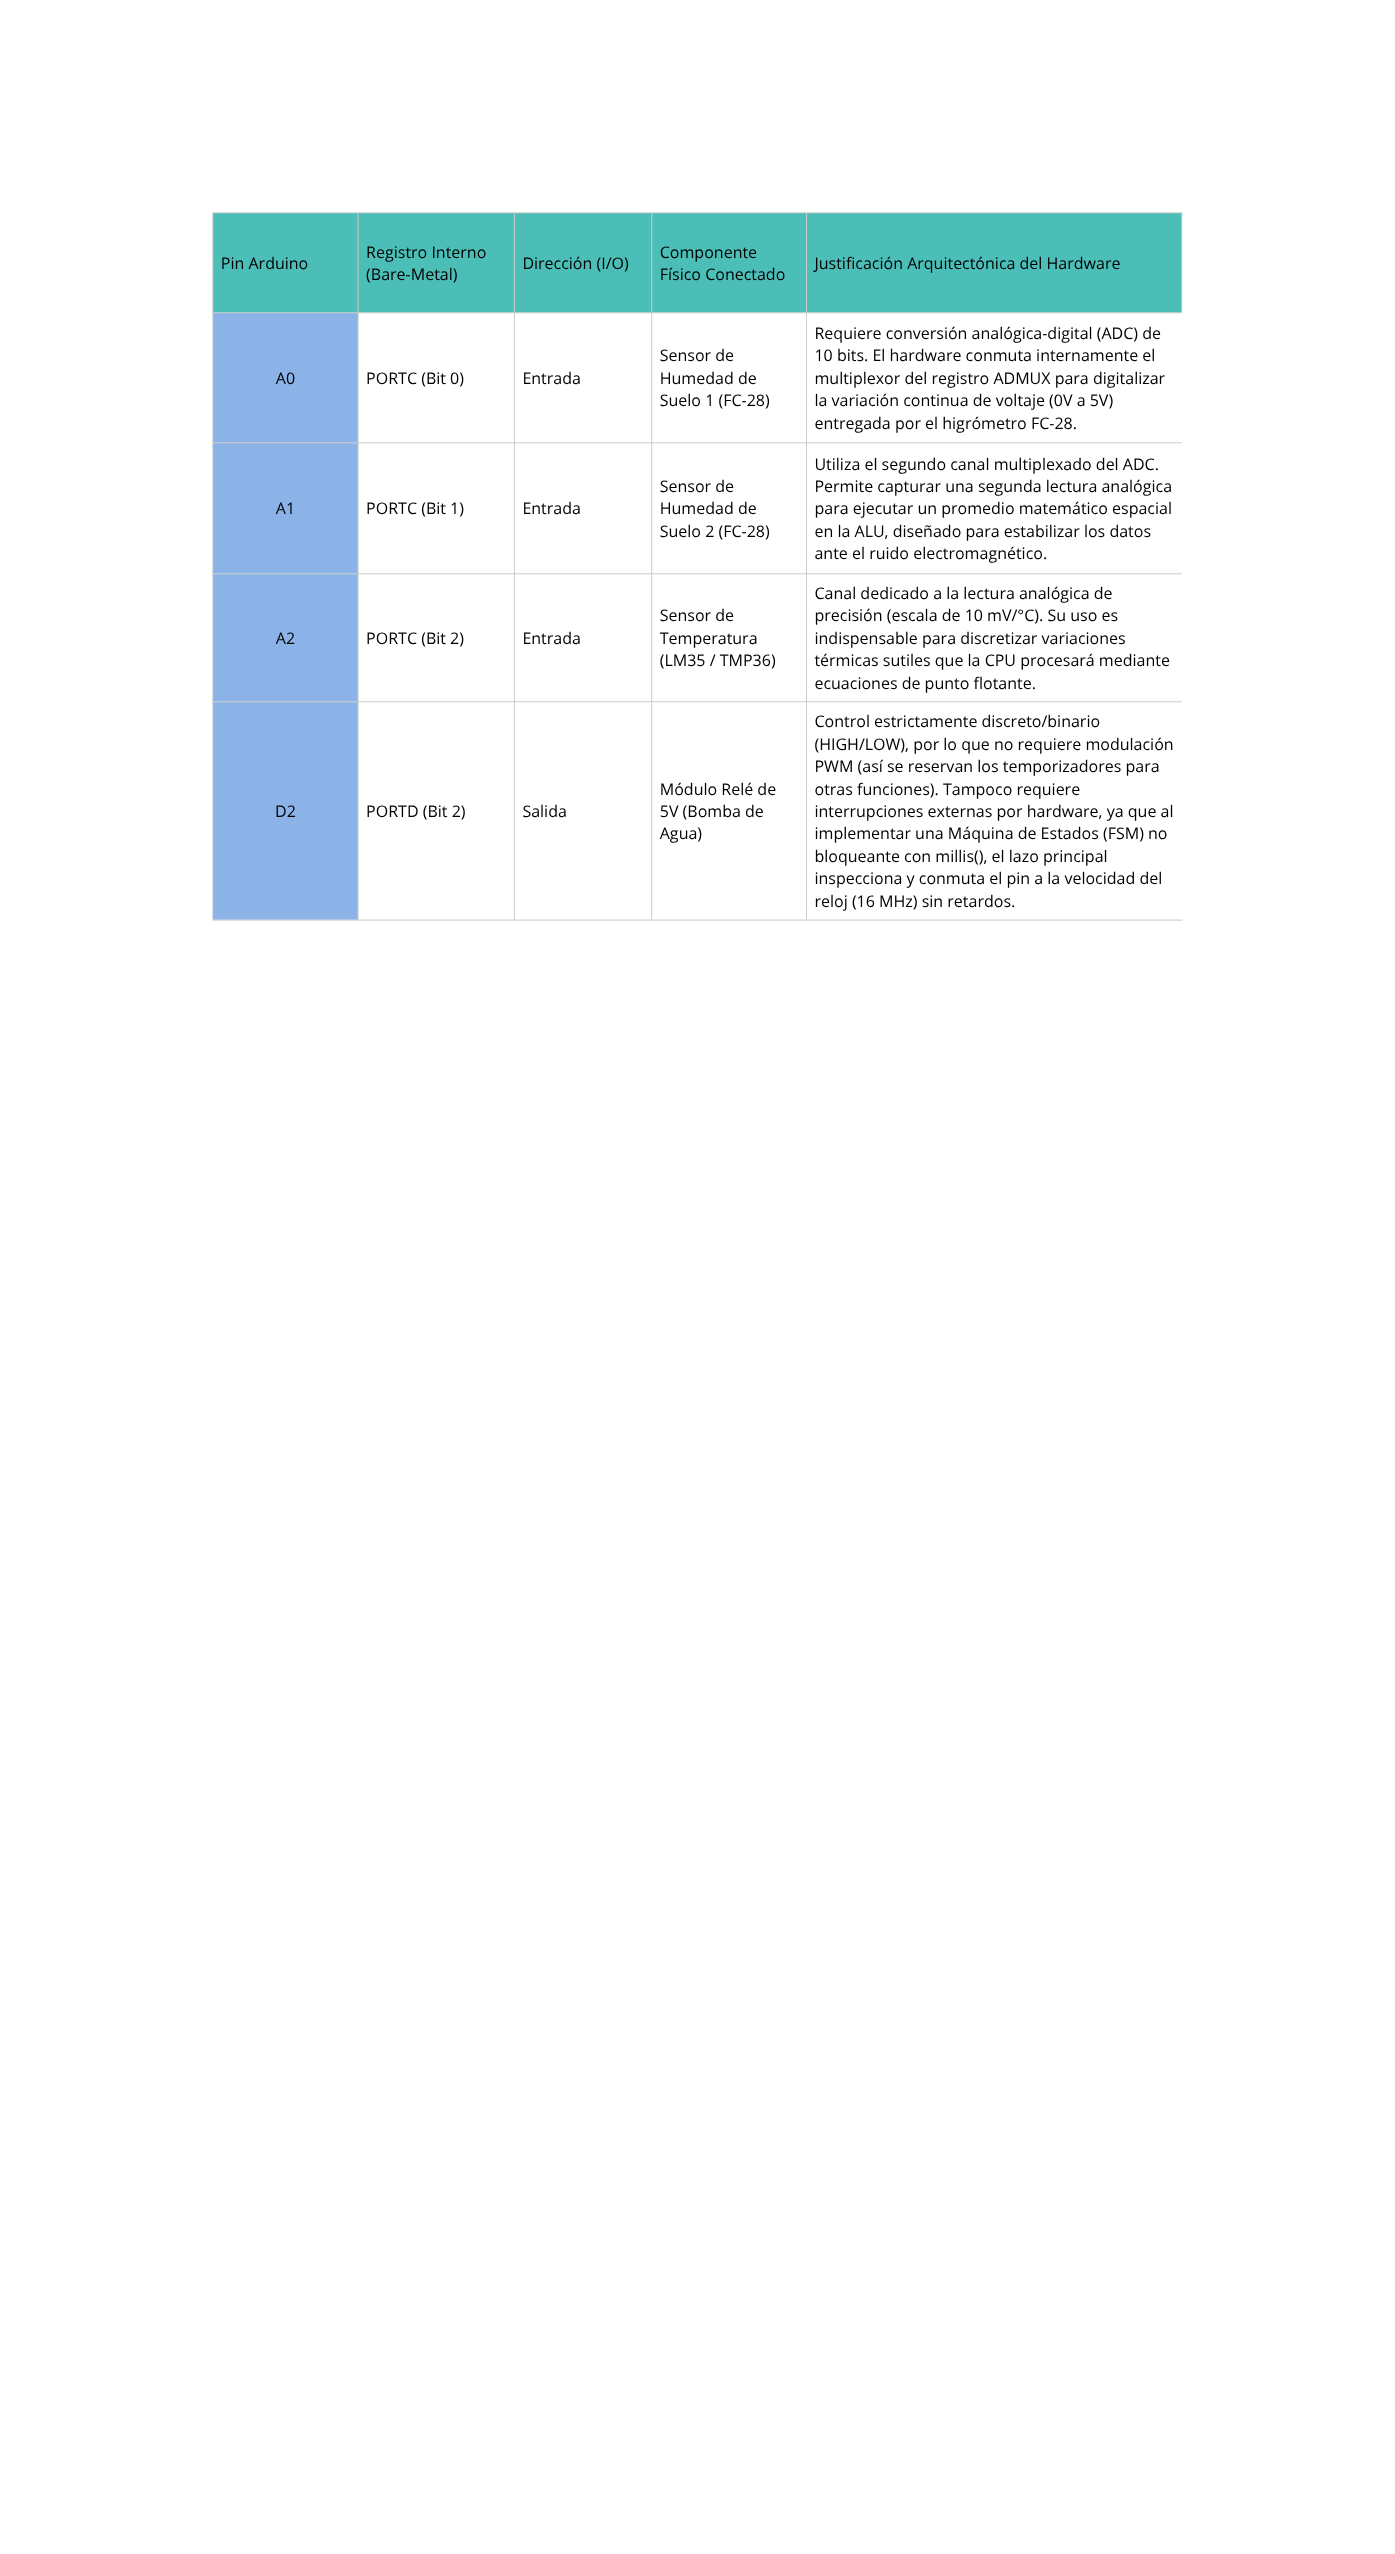 Pin Arduino
Registro Interno
(Bare-Metal)
Dirección (I/O)
Componente
Físico Conectado
Justificación Arquitectónica del Hardware
A0
PORTC (Bit 0)
Entrada
Sensor de
Humedad de
Suelo 1 (FC-28)
Requiere conversión analógica-digital (ADC) de
10 bits. El hardware conmuta internamente el
multiplexor del registro ADMUX para digitalizar
la variación continua de voltaje (0V a 5V)
entregada por el higrómetro FC-28.
A1
PORTC (Bit 1)
Entrada
Sensor de
Humedad de
Suelo 2 (FC-28)
Utiliza el segundo canal multiplexado del ADC.
Permite capturar una segunda lectura analógica
para ejecutar un promedio matemático espacial
en la ALU, diseñado para estabilizar los datos
ante el ruido electromagnético.
A2
PORTC (Bit 2)
Entrada
Sensor de
Temperatura
(LM35 / TMP36)
Canal dedicado a la lectura analógica de
precisión (escala de 10 mV/°C). Su uso es
indispensable para discretizar variaciones
térmicas sutiles que la CPU procesará mediante
ecuaciones de punto flotante.
D2
PORTD (Bit 2)
Salida
Módulo Relé de
5V (Bomba de
Agua)
Control estrictamente discreto/binario
(HIGH/LOW), por lo que no requiere modulación
PWM (así se reservan los temporizadores para
otras funciones). Tampoco requiere
interrupciones externas por hardware, ya que al
implementar una Máquina de Estados (FSM) no
bloqueante con millis(), el lazo principal
inspecciona y conmuta el pin a la velocidad del
reloj (16 MHz) sin retardos.